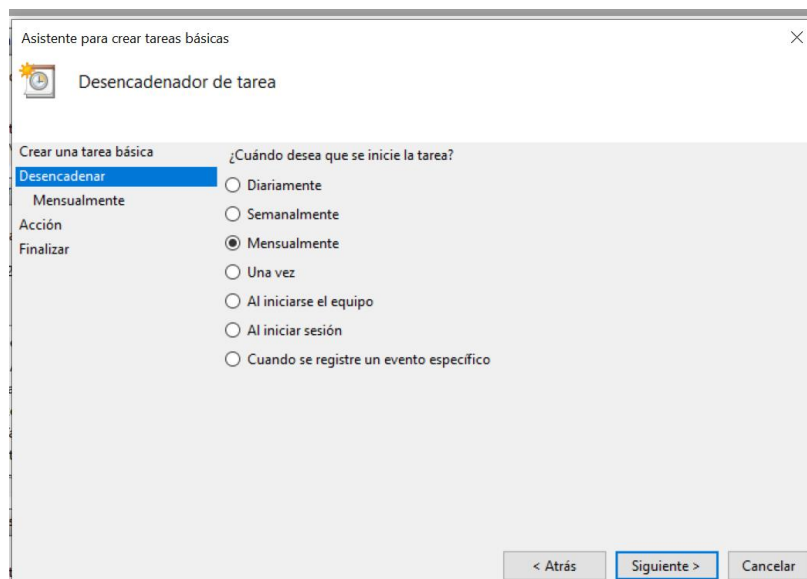 Asistente para crear tareas básicas
Desencadenador de tarea
Crear una tarea básica
Desencadenar
Mensualmente
Acción
Finalizar
¿Cuándo desea que se inicie la tarea?
Diariamente
Semanalmente
Mensualmente
Una vez
Al iniciarse el equipo
Al iniciar sesión
Cuando se registre un evento específico
< Atrás
Siguiente >
Cancelar